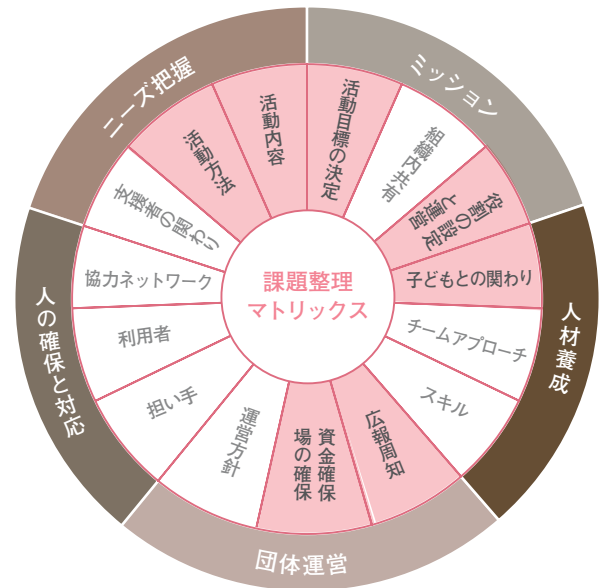 課題整理
マトリックス
ミッション
活動目標の決定
組織内共有
役割の設定
と運営
人材養成
子どもとの関わり
チームアプローチ
スキル
団体運営
広報周知
資金確保
場の確保
運営方針
人の確保と対応
担い手
利用者
協力ネットワーク
ニーズ把握
支援者の関わり
活動方法
活動内容